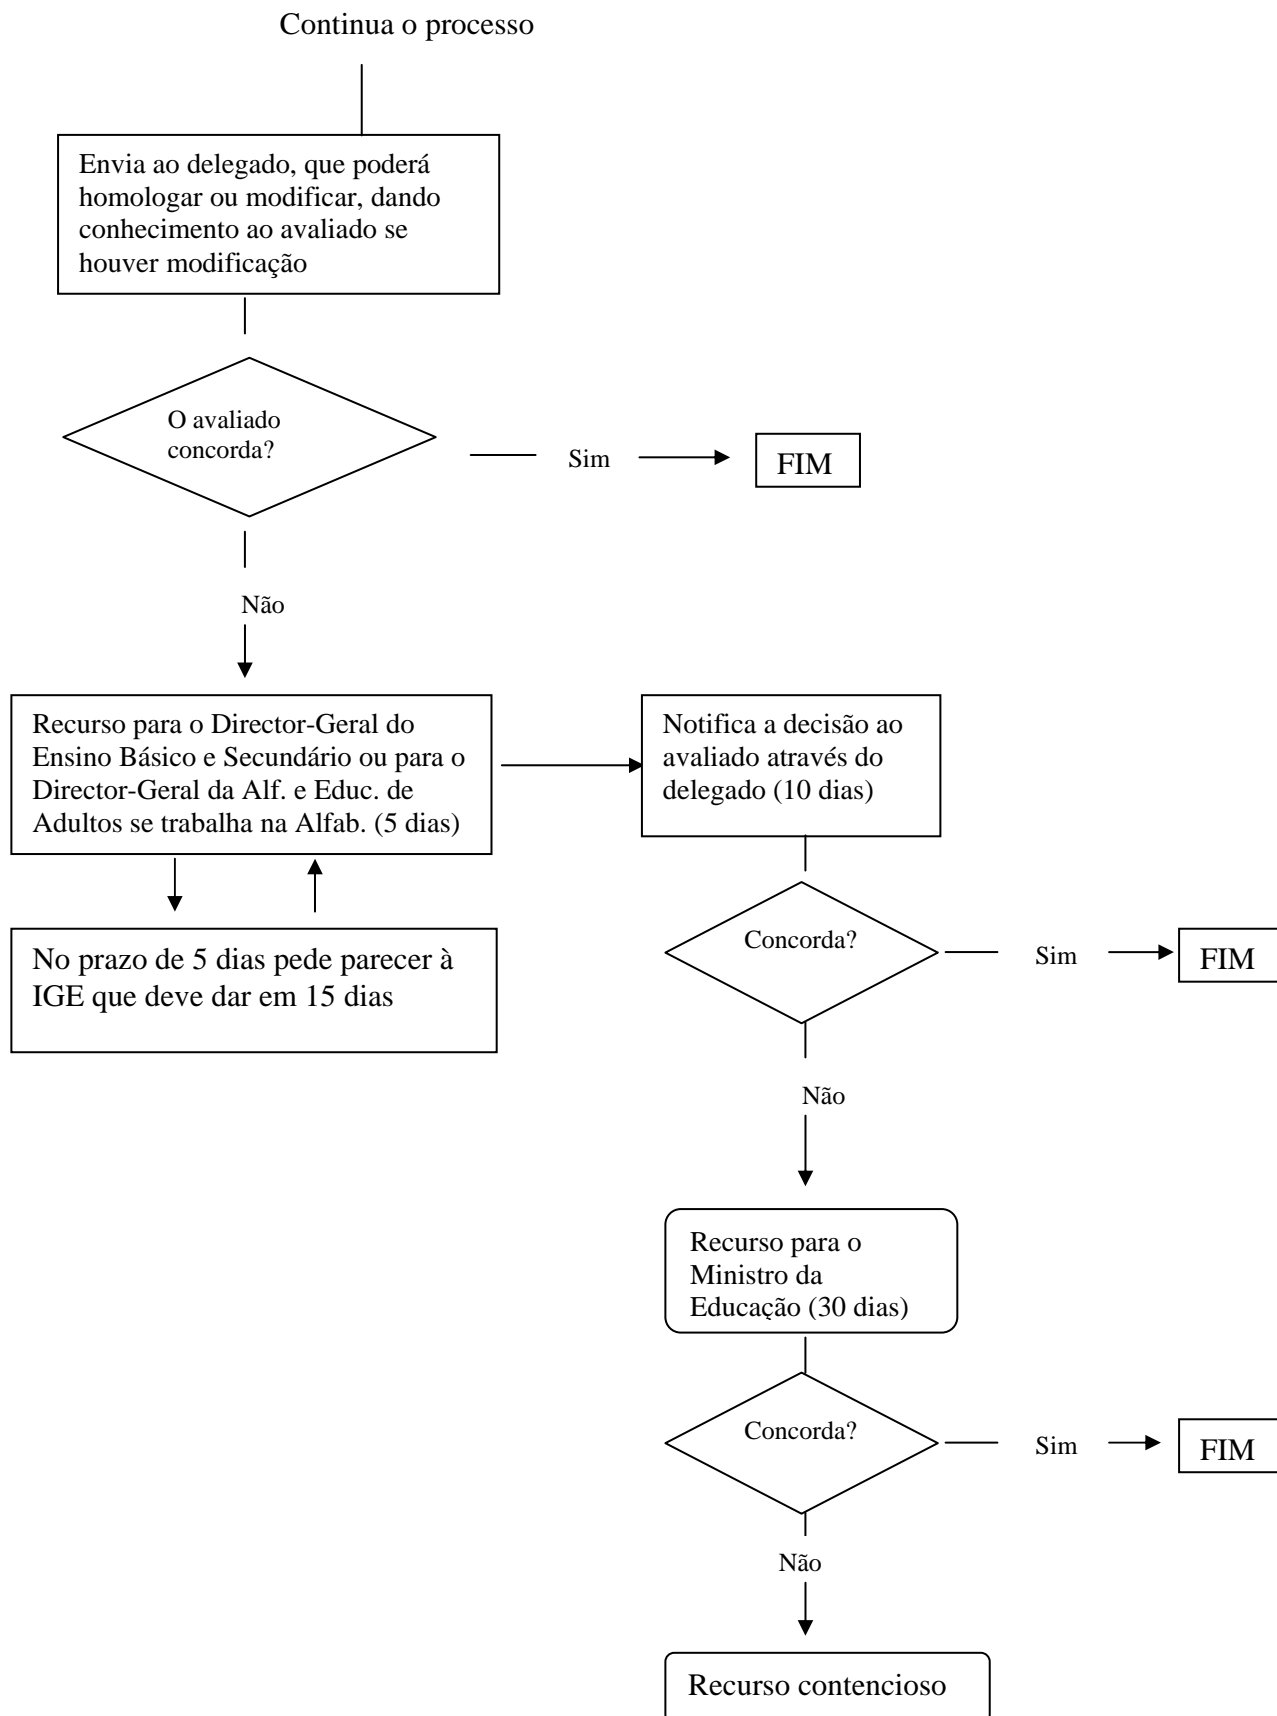 Continua o processo
Envia ao delegado, que poderá
homologar ou modificar, dando
conhecimento ao avaliado se
houver modificação
O avaliado
concorda?
Sim
FIM
Não
Recurso para o Director-Geral do
Ensino Básico e Secundário ou para o
Director-Geral da Alf. e Educ. de
Adultos se trabalha na Alfab. (5 dias)
Notifica a decisão ao
avaliado através do
delegado (10 dias)
No prazo de 5 dias pede parecer à
IGE que deve dar em 15 dias
Concorda?
Sim
FIM
Não
Recurso para o
Ministro da
Educação (30 dias)
Concorda?
Sim
FIM
Não
Recurso contencioso